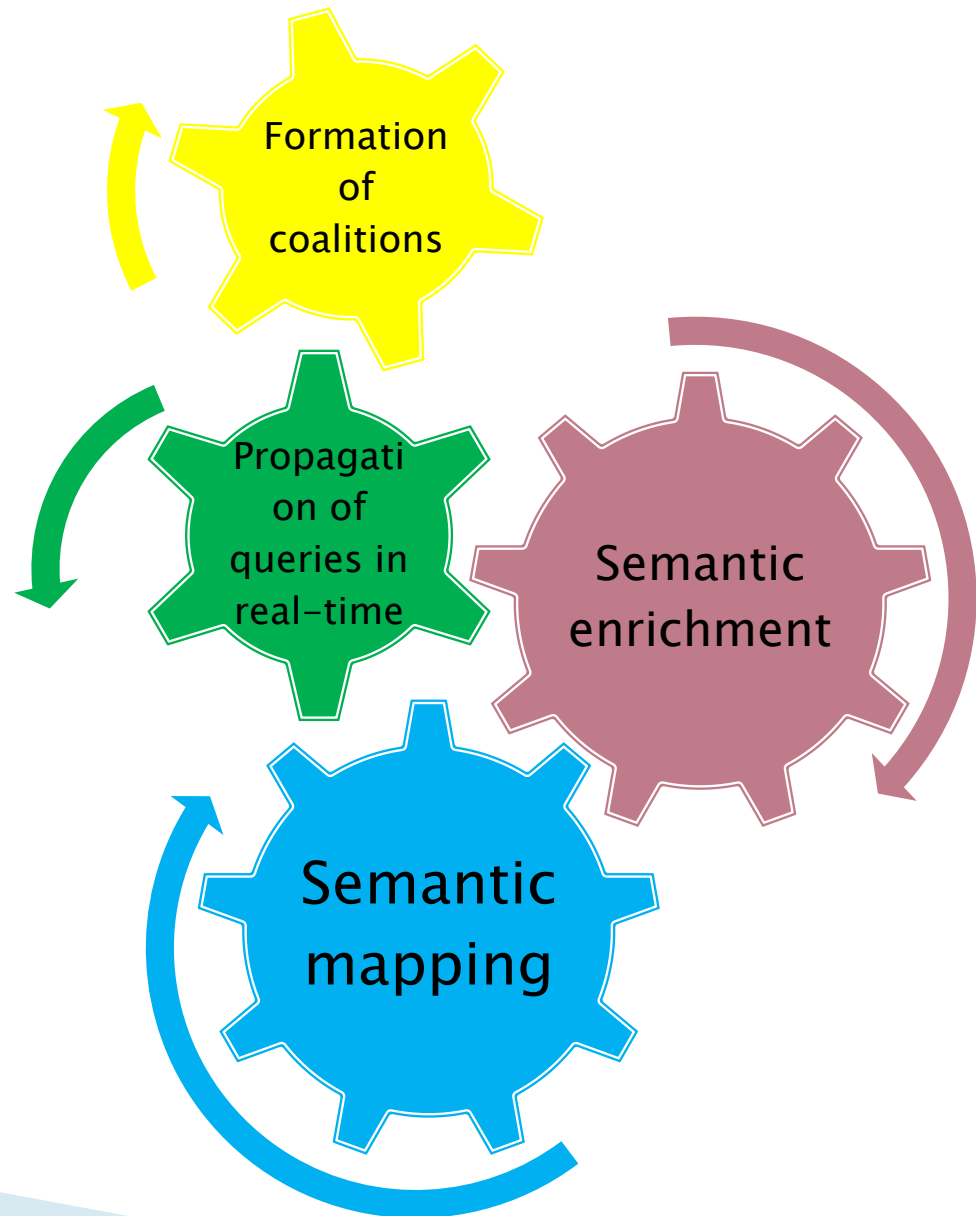 Formation
of
coalitions
Propagati
on of
queries in
real-time
Semantic
enrichment
Semantic
mapping